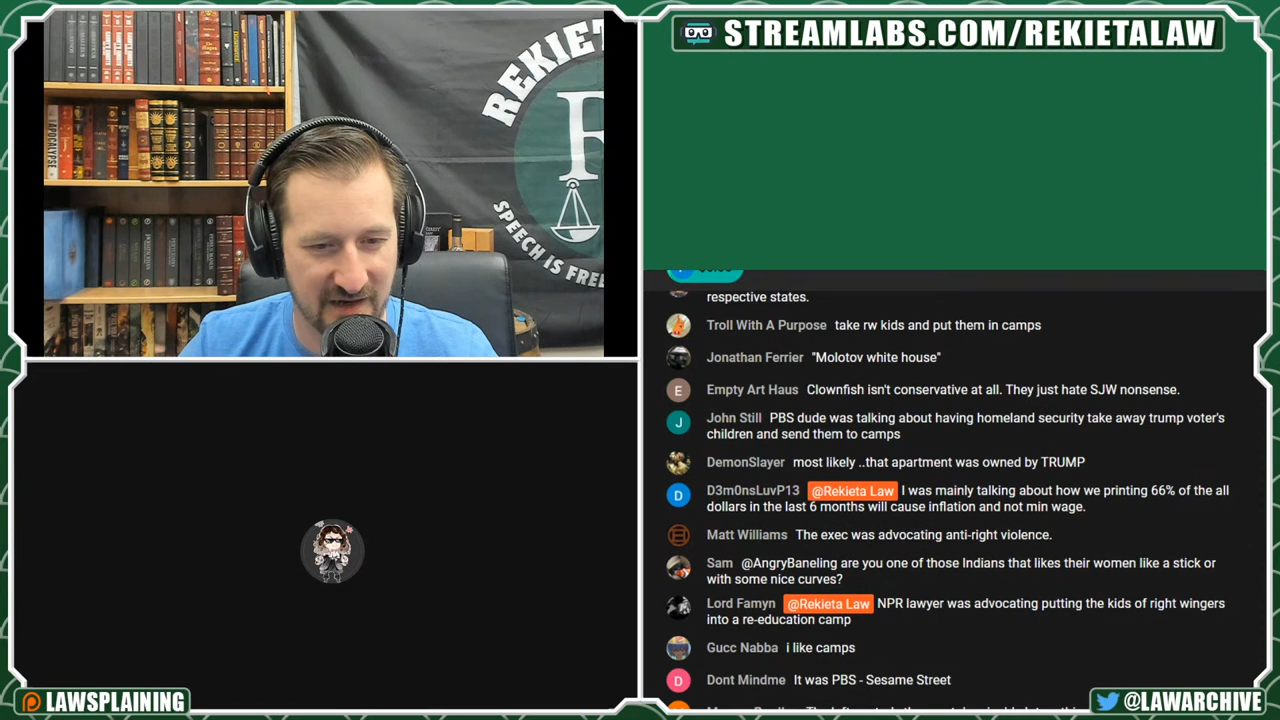 STREAMLABS.COM/REKIETALAW
APOCALYPSE
REKIET
SPEECH IS FREE
respective states.
Troll With A Purpose take rw kids and put them in camps
Jonathan Ferrier "Molotov white house"
E Empty Art Haus Clownfish isn't conservative at all. They just hate SJW nonsense.
J John Still PBS dude was talking about having homeland security take away trump voter's
children and send them to camps
DemonSlayer most likely ..that apartment was owned by TRUMP
D D3m0nsLuvP13 @Rekieta Law I was mainly talking about how we printing 66% of the all
dollars in the last 6 months will cause inflation and not min wage.
Matt Williams The exec was advocating anti-right violence.
Sam @AngryBaneling are you one of those Indians that likes their women like a stick or
with some nice curves?
Lord Famyn @Rekieta Law NPR lawyer was advocating putting the kids of right wingers
into a re-education camp
Gucc Nabba i like camps
D Dont Mindme It was PBS - Sesame Street
LAWSPLAINING
@LAWARCHIVE